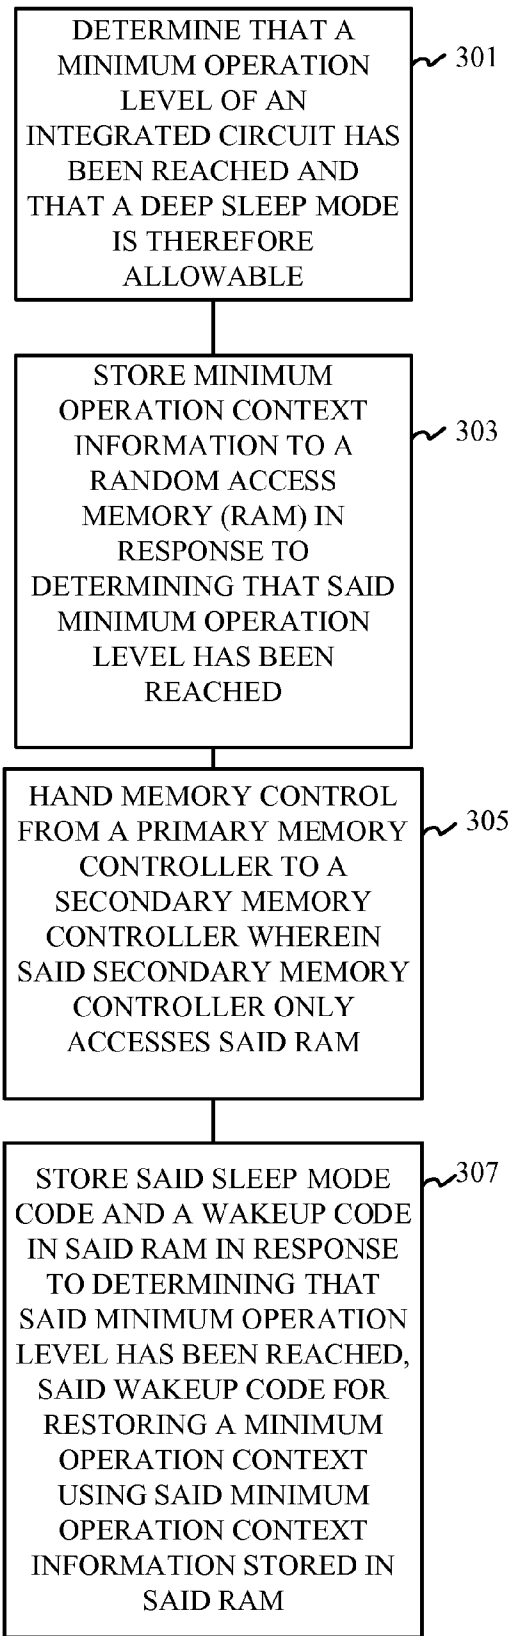 DETERMINE THAT A
MINIMUM OPERATION
LEVEL OF AN
INTEGRATED CIRCUIT HAS
BEEN REACHED AND
THAT A DEEP SLEEP MODE
IS THEREFORE
ALLOWABLE
301
STORE MINIMUM
OPERATION CONTEXT
INFORMATION TO A
RANDOM ACCESS
MEMORY (RAM) IN
RESPONSE TO
DETERMINING THAT SAID
MINIMUM OPERATION
LEVEL HAS BEEN
REACHED
303
HAND MEMORY CONTROL
FROM A PRIMARY MEMORY
CONTROLLER TO A
SECONDARY MEMORY
CONTROLLER WHEREIN
SAID SECONDARY MEMORY
CONTROLLER ONLY
ACCESSES SAID RAM
305
STORE SAID SLEEP MODE
CODE AND A WAKEUP CODE
IN SAID RAM IN RESPONSE
TO DETERMINING THAT
SAID MINIMUM OPERATION
LEVEL HAS BEEN REACHED,
SAID WAKEUP CODE FOR
RESTORING A MINIMUM
OPERATION CONTEXT
USING SAID MINIMUM
OPERATION CONTEXT
INFORMATION STORED IN
SAID RAM
307